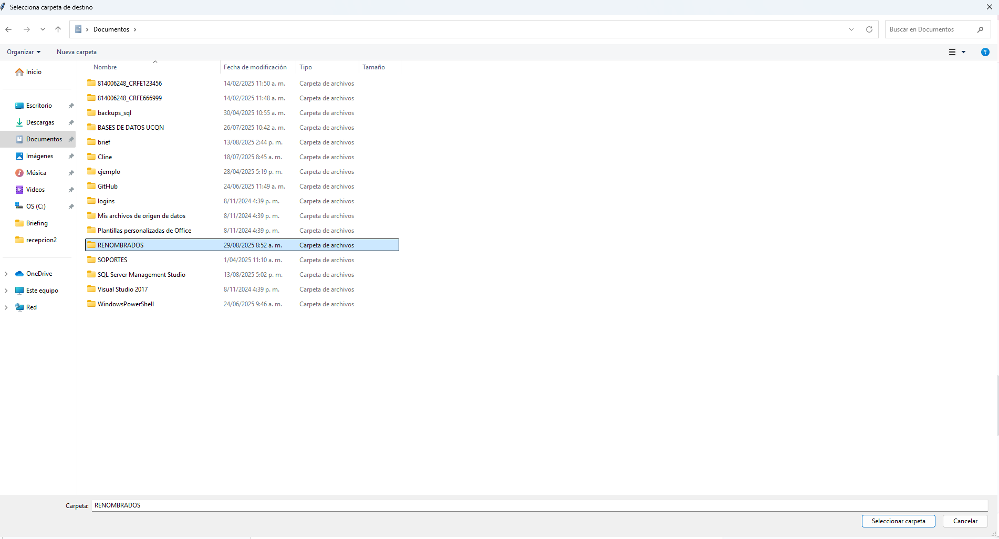 Selecciona carpeta de destino
Documentos
Buscar en Documentos
Organizar
Nueva carpeta
Nombre Fecha de modificación Tipo Tamaño
Inicio
Escritorio
Descargas
Documentos
Imágenes
Música
Videos
OS (C:)
Briefing
recepcion2
OneDrive
Este equipo
Red
814006248_CRFE123456 14/02/2025 11:50 a. m. Carpeta de archivos
814006248_CRFE666999 14/02/2025 11:48 a. m. Carpeta de archivos
backups_sql 30/04/2025 10:55 a. m. Carpeta de archivos
BASES DE DATOS UCQN 26/07/2025 10:42 a. m. Carpeta de archivos
brief 13/08/2025 2:44 p. m. Carpeta de archivos
Cline 18/07/2025 8:45 a. m. Carpeta de archivos
ejemplo 28/04/2025 5:19 p. m. Carpeta de archivos
GitHub 24/06/2025 11:49 a. m. Carpeta de archivos
logins 8/11/2024 4:39 p. m. Carpeta de archivos
Mis archivos de origen de datos 8/11/2024 4:39 p. m. Carpeta de archivos
Plantillas personalizadas de Office 8/11/2024 4:39 p. m. Carpeta de archivos
RENOMBRADOS 29/08/2025 8:52 a. m. Carpeta de archivos
SOPORTES 1/04/2025 11:10 a. m. Carpeta de archivos
SQL Server Management Studio 13/08/2025 5:02 p. m. Carpeta de archivos
Visual Studio 2017 8/11/2024 4:39 p. m. Carpeta de archivos
WindowsPowerShell 24/06/2025 9:46 a. m. Carpeta de archivos
Carpeta: RENOMBRADOS
Seleccionar carpeta
Cancelar